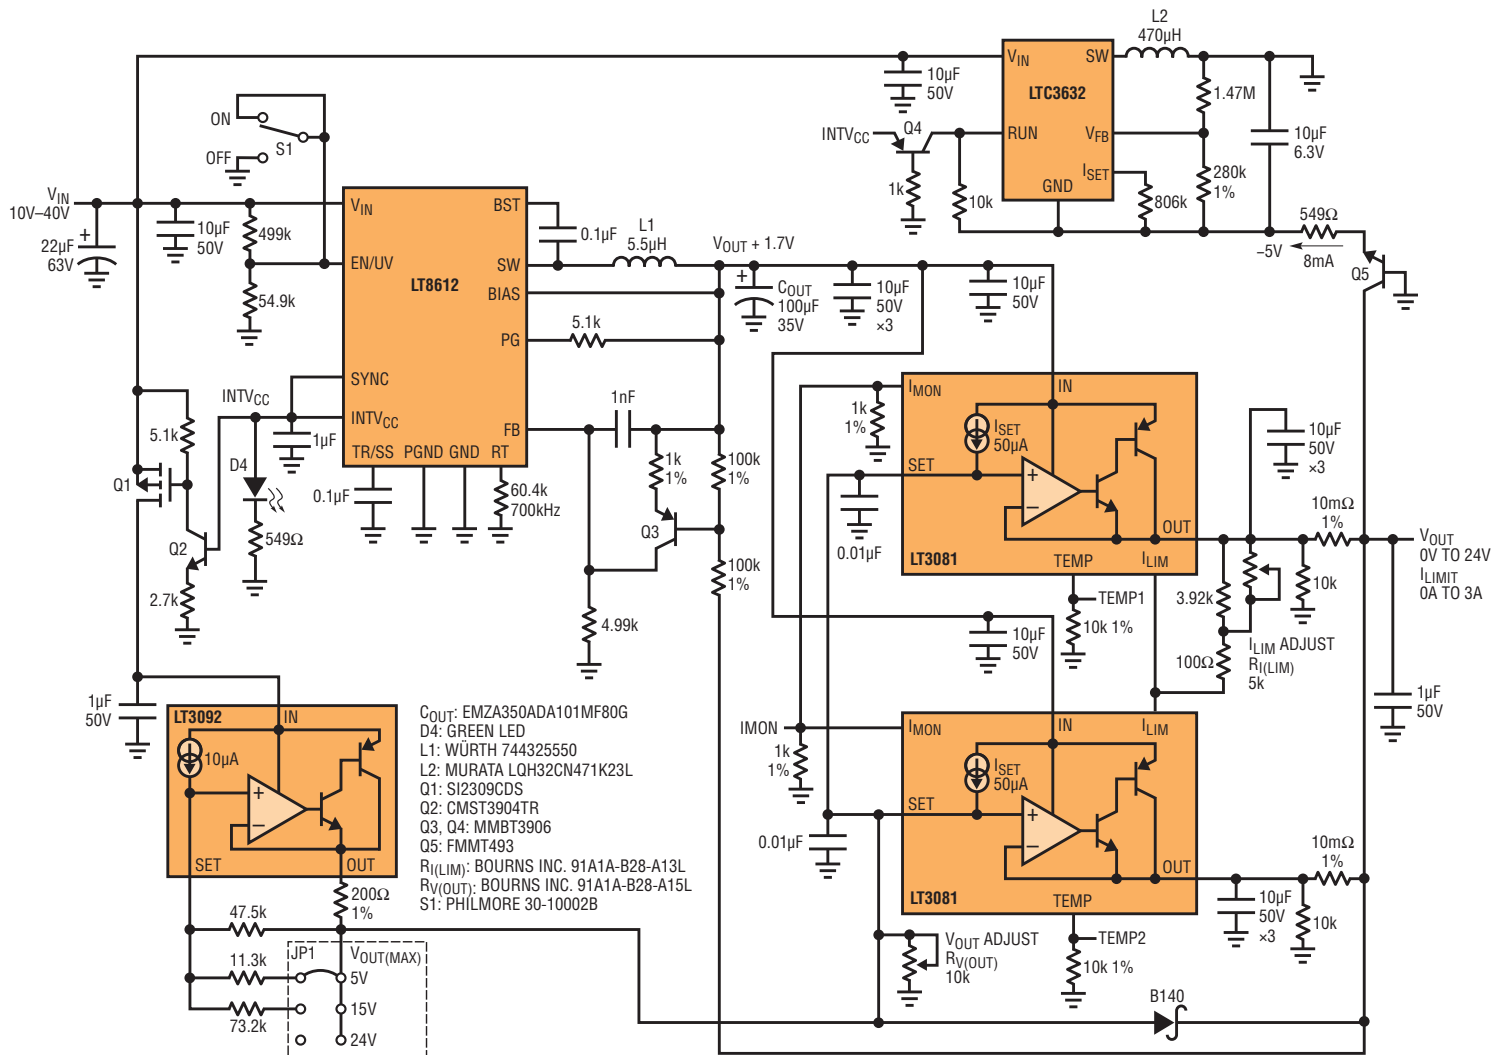 L2
470µH
VIN
SW
10µF
50V
LTC3632
1.47M
ON
S1
OFF
INTVCC
Q4
RUN
VFB
10µF
6.3V
1k
10k
ISET
GND
806k
280k
1%
VIN
10V–40V
22µF
63V
+
10µF
50V
499k
54.9k
VIN
BST
0.1µF
L1
5.5µH
VOUT + 1.7V
549Ω
–5V
8mA
Q5
EN/UV
LT8612
SW
BIAS
+
COUT
100µF
35V
10µF
50V
×3
10µF
50V
PG
5.1k
SYNC
INTVCC
INTVCC
1µF
1nF
FB
TR/SS
PGND
GND
RT
5.1k
Q1
D4
549Ω
Q2
2.7k
0.1µF
60.4k
700kHz
1k
1%
100k
1%
Q3
100k
1%
4.99k
IMON
IN
1k
1%
ISET
50µA
SET
+
–
0.01µF
OUT
LT3081
TEMP
ILIM
TEMP1
10k 1%
10µF
50V
×3
10mΩ
1%
VOUT
0V TO 24V
ILIMIT
0A TO 3A
3.92k
10k
100Ω
ILIM ADJUST
RI(LIM)
5k
10µF
50V
1µF
50V
1µF
50V
LT3092
IN
10µA
+
–
SET
OUT
COUT: EMZA350ADA101MF80G
D4: GREEN LED
L1: WÜRTH 744325550
L2: MURATA LQH32CN471K23L
Q1: SI2309CDS
Q2: CMST3904TR
Q3, Q4: MMBT3906
Q5: FMMT493
RI(LIM): BOURNS INC. 91A1A-B28-A13L
RV(OUT): BOURNS INC. 91A1A-B28-A15L
S1: PHILMORE 30-10002B
IMON
1k
1%
IMON
IN
ILIM
ISET
50µA
SET
+
–
0.01µF
OUT
LT3081
TEMP
10mΩ
1%
10µF
50V
×3
10k
TEMP2
10k 1%
VOUT ADJUST
RV(OUT)
10k
B140
200Ω
1%
47.5k
11.3k
73.2k
JP1
VOUT(MAX)
5V
15V
24V